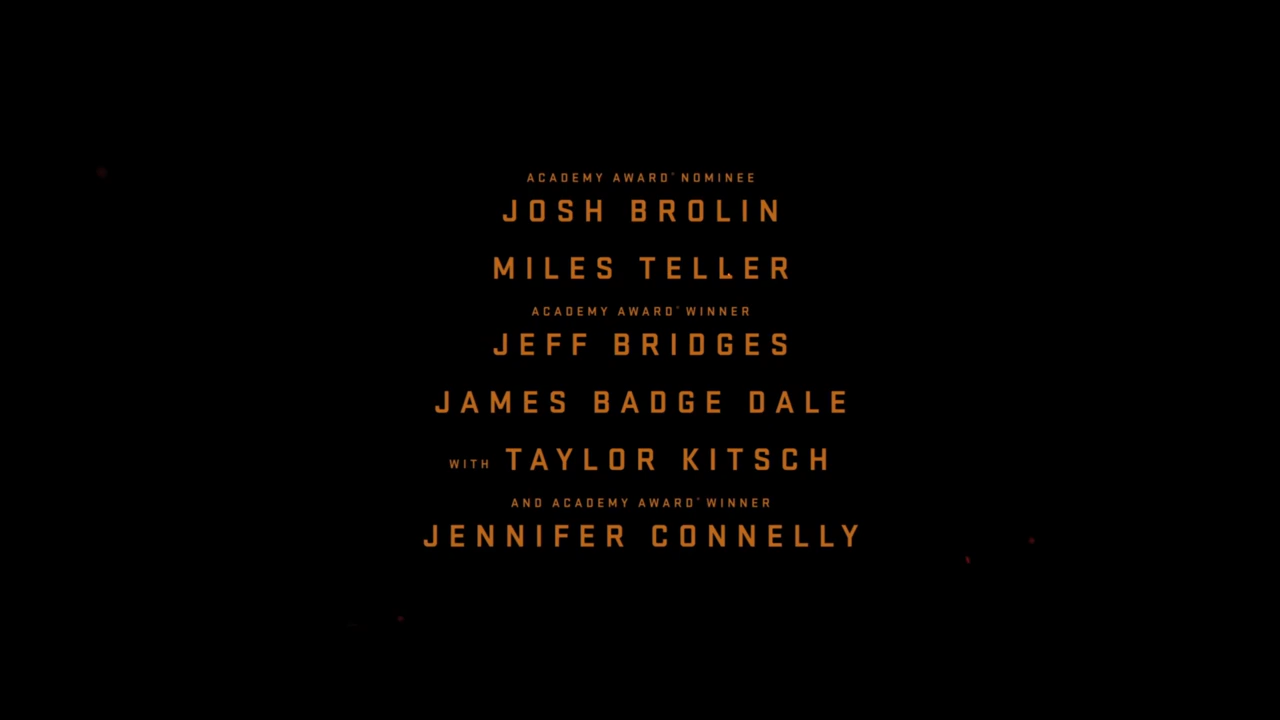 ACADEMY AWARD® NOMINEE
JOSH BROLIN
MILES TELLER
ACADEMY AWARD® WINNER
JEFF BRIDGES
JAMES BADGE DALE
WITH TAYLOR KITSCH
AND ACADEMY AWARD® WINNER
JENNIFER CONNELLY